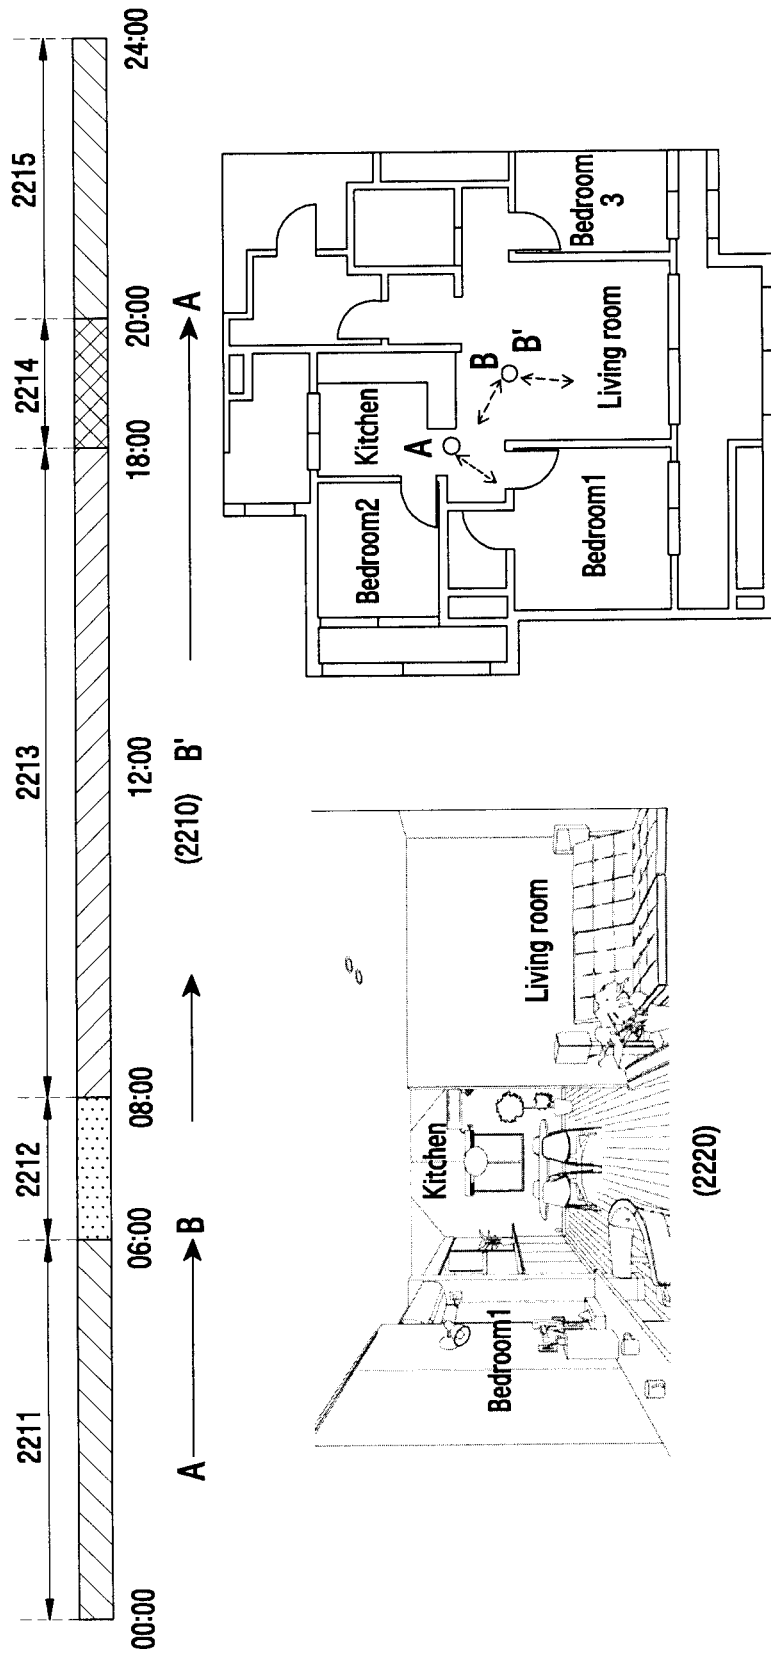 2211
2212
2213
2214
2215
00:00
06:00
08:00
12:00
18:00
20:00
24:00
A
B
(2210)
B'
A
Bedroom1
Kitchen
Living room
(2220)
Bedroom2
Kitchen
A
B
B'
Bedroom1
Living room
Bedroom
3